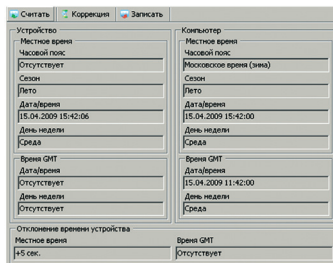 Считать Коррекция Записать
Устройство
Местное время
Часовой пояс
Отсутствует
Сезон
Лето
Дата/время
15.04.2009 15:42:06
День недели
Среда
Время GMT
Дата/время
Отсутствует
День недели
Отсутствует
Компьютер
Местное время
Часовой пояс
Московское время (зима)
Сезон
Лето
Дата/время
15.04.2009 15:42:00
День недели
Среда
Время GMT
Дата/время
15.04.2009 11:42:00
День недели
Среда
Отклонение времени устройства
Местное время Время GMT
+5 сек. Отсутствует